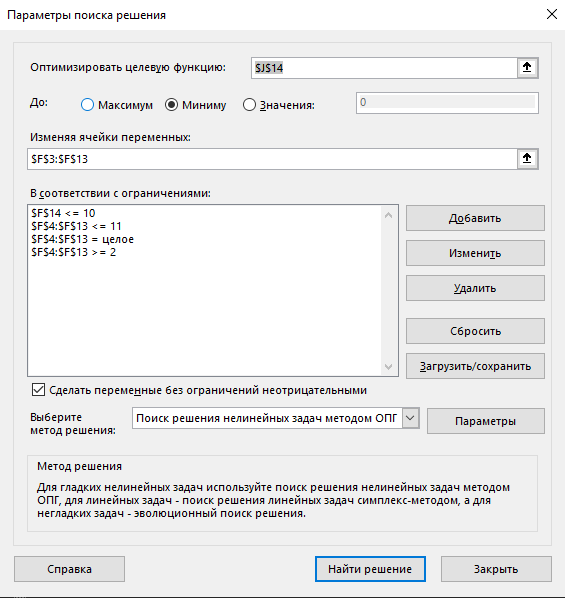 Параметры поиска решения
Оптимизировать целевую функцию:
$J$14
До:
Максимум
Миниму
Значения:
0
Изменяя ячейки переменных:
$F$3:$F$13
В соответствии с ограничениями:
$F$14 <= 10
$F$4:$F$13 <= 11
$F$4:$F$13 = целое
$F$4:$F$13 >= 2
Добавить
Изменить
Удалить
Сбросить
Загрузить/сохранить
Сделать переменные без ограничений неотрицательными
Выберите
метод решения:
Поиск решения нелинейных задач методом ОПГ
Параметры
Метод решения
Для гладких нелинейных задач используйте поиск решения нелинейных задач методом
ОПГ, для линейных задач - поиск решения линейных задач симплекс-методом, а для
негладких задач - эволюционный поиск решения.
Справка
Найти решение
Закрыть